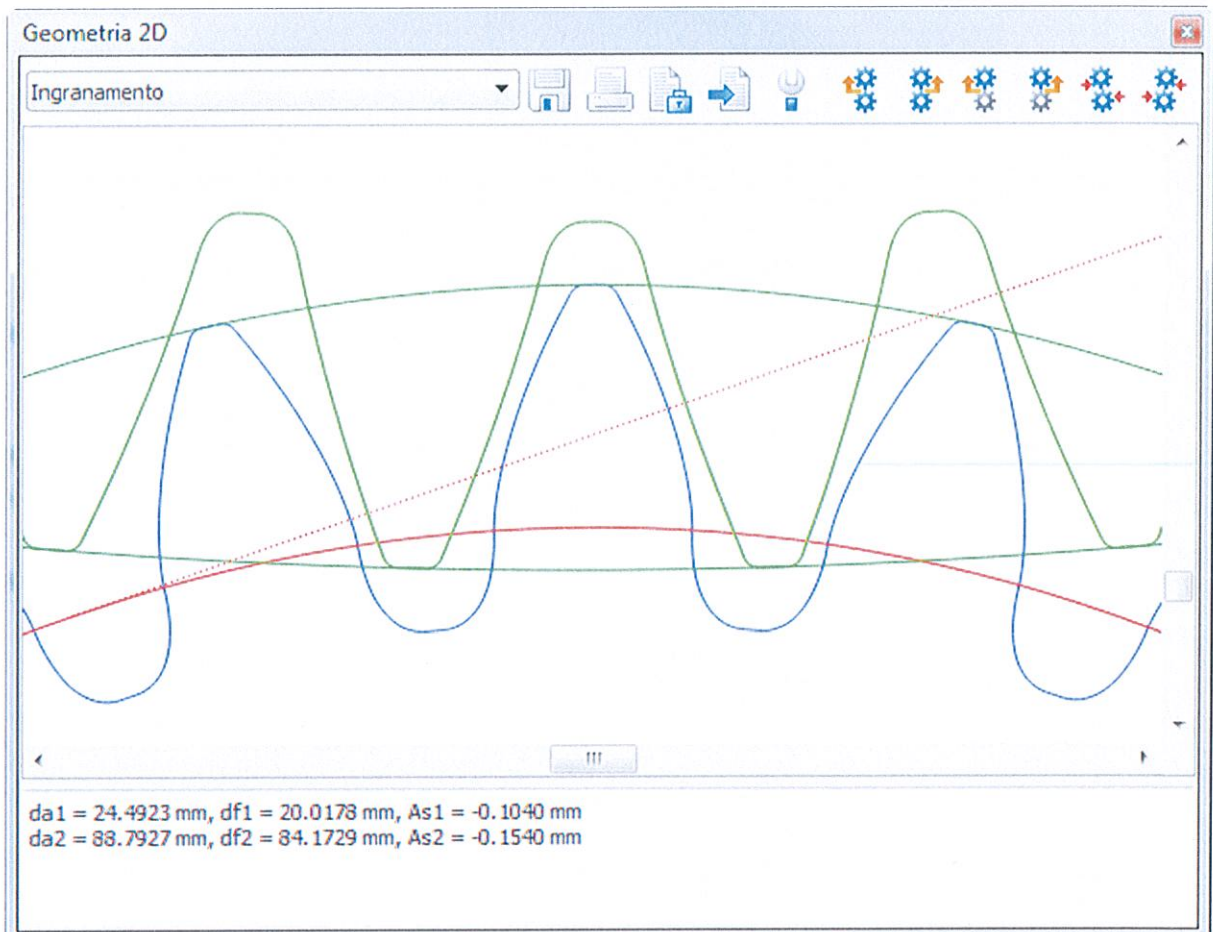 Geometria 2D
Ingranamento
da1 = 24.4923 mm, df1 = 20.0178 mm, As1 = -0.1040 mm
da2 = 88.7927 mm, df2 = 84.1729 mm, As2 = -0.1540 mm